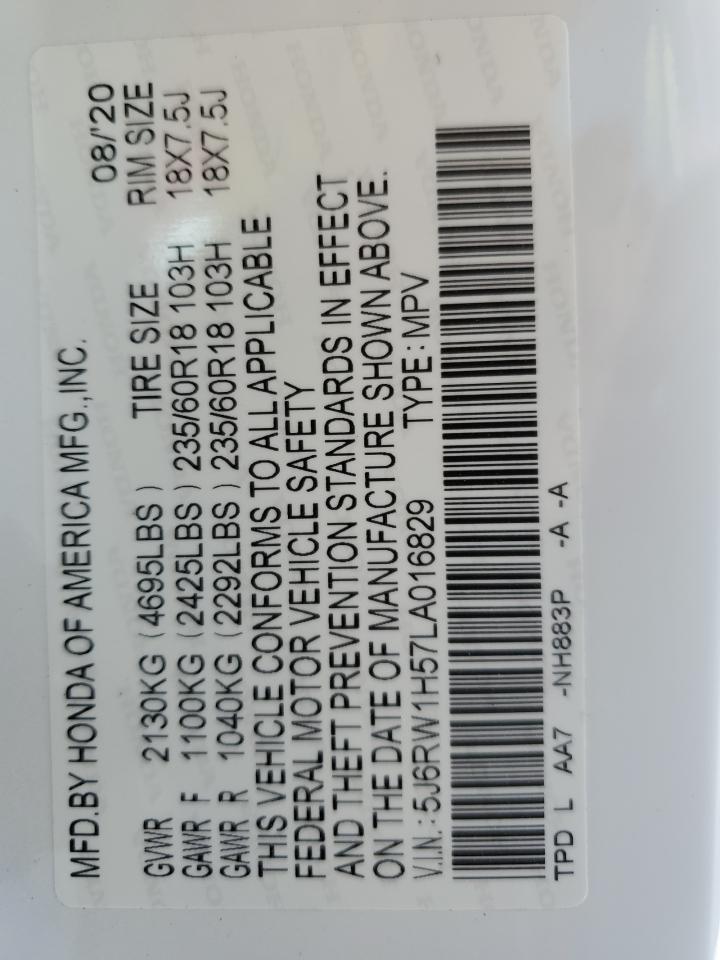 MFD.BY HONDA OF AMERICA MFG.,INC. 08/'20
TIRE SIZE RIM SIZE
GVWR 2130KG (4695LBS)
GAWR F 1100KG (2425LBS) 235/60R18 103H 18X7.5J
GAWR R 1040KG (2292LBS) 235/60R18 103H 18X7.5J
THIS VEHICLE CONFORMS TO ALL APPLICABLE
FEDERAL MOTOR VEHICLE SAFETY
AND THEFT PREVENTION STANDARDS IN EFFECT
ON THE DATE OF MANUFACTURE SHOWN ABOVE.
V.I.N.:5J6RW1H57LA016829 TYPE : MPV
TPD L AA7 -NH883P -A -A